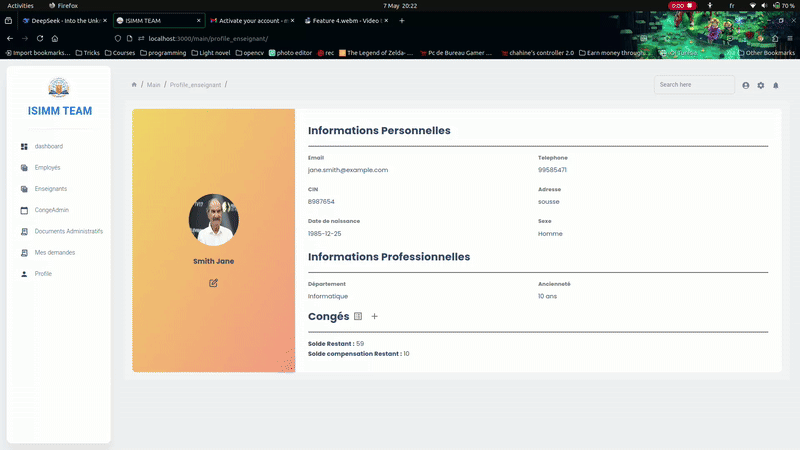 Activities Firefox 7 May 20:22 0:00 fr 70 %
DeepSeek - Into the Unk ISIMM TEAM Activate your account - Feature 4.webm - Video
localhost:3000/main/profile_enseignant/
Import bookmarks... Tricks Courses programming Light novel opencv photo editor rec The Legend of Zelda- ... Pc de Bureau Gamer ... chahine's controller 2.0 Earn money through... Other Bookmarks
ISIMM TEAM
dashboard
Employés
Enseignants
CongeAdmin
Documents Administratifs
Mes demandes
Profile
/ Main / Profile_enseignant /
Search here
Smith Jane
Informations Personnelles
Email Telephone
jane.smith@example.com 99585471
CIN Adresse
8987654 sousse
Date de naissance Sexe
1985-12-25 Homme
Informations Professionnelles
Département Ancienneté
Informatique 10 ans
Congés
Solde Restant : 59
Solde compensation Restant : 10